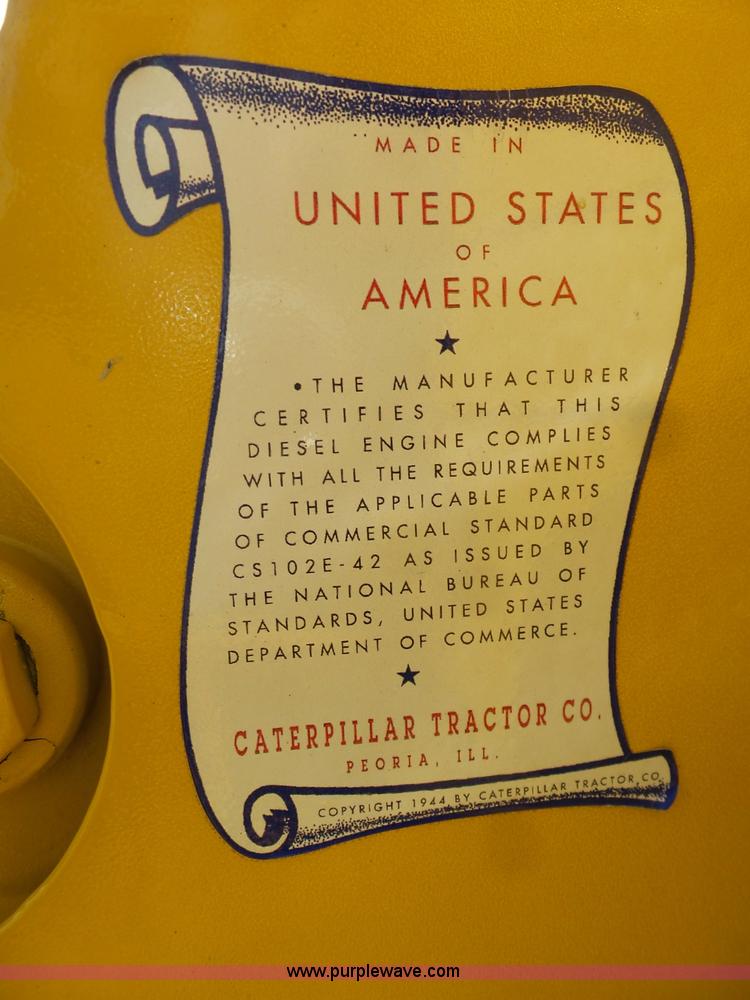 MADE IN
UNITED STATES
OF
AMERICA
•THE MANUFACTURER
CERTIFIES THAT THIS
DIESEL ENGINE COMPLIES
WITH ALL THE REQUIREMENTS
OF THE APPLICABLE PARTS
OF COMMERCIAL STANDARD
CS102E-42 AS ISSUED BY
THE NATIONAL BUREAU OF
STANDARDS, UNITED STATES
DEPARTMENT OF COMMERCE.
CATERPILLAR TRACTOR CO.
PEORIA, ILL.
COPYRIGHT 1944 BY CATERPILLAR TRACTOR CO.
www.purplewave.com